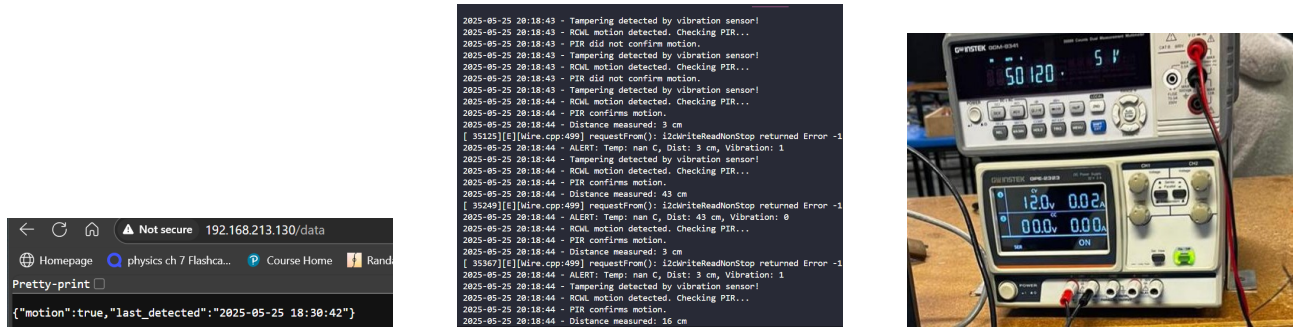 Not secure 192.168.213.130/data
Homepage physics ch 7 Flashca... Course Home Randa
Pretty-print
{"motion":true,"last_detected":"2025-05-25 18:30:42"}
2025-05-25 20:18:43 - Tampering detected by vibration sensor!
2025-05-25 20:18:43 - RCWL motion detected. Checking PIR...
2025-05-25 20:18:43 - PIR did not confirm motion.
2025-05-25 20:18:43 - Tampering detected by vibration sensor!
2025-05-25 20:18:43 - RCWL motion detected. Checking PIR...
2025-05-25 20:18:43 - PIR did not confirm motion.
2025-05-25 20:18:43 - Tampering detected by vibration sensor!
2025-05-25 20:18:44 - RCWL motion detected. Checking PIR...
2025-05-25 20:18:44 - PIR confirms motion.
2025-05-25 20:18:44 - Distance measured: 3 cm
[ 35125][E][Wire.cpp:499] requestFrom(): i2cWriteReadNonStop returned Error -1
2025-05-25 20:18:44 - ALERT: Temp: nan C, Dist: 3 cm, Vibration: 1
2025-05-25 20:18:44 - Tampering detected by vibration sensor!
2025-05-25 20:18:44 - RCWL motion detected. Checking PIR...
2025-05-25 20:18:44 - PIR confirms motion.
2025-05-25 20:18:44 - Distance measured: 43 cm
[ 35249][E][Wire.cpp:499] requestFrom(): i2cWriteReadNonStop returned Error -1
2025-05-25 20:18:44 - ALERT: Temp: nan C, Dist: 43 cm, Vibration: 0
2025-05-25 20:18:44 - RCWL motion detected. Checking PIR...
2025-05-25 20:18:44 - PIR confirms motion.
2025-05-25 20:18:44 - Distance measured: 3 cm
[ 35367][E][Wire.cpp:499] requestFrom(): i2cWriteReadNonStop returned Error -1
2025-05-25 20:18:44 - ALERT: Temp: nan C, Dist: 3 cm, Vibration: 1
2025-05-25 20:18:44 - Tampering detected by vibration sensor!
2025-05-25 20:18:44 - RCWL motion detected. Checking PIR...
2025-05-25 20:18:44 - PIR confirms motion.
2025-05-25 20:18:44 - Distance measured: 16 cm
GWINSTEK GDM-8341
5.0120
5 V
POWER
GWINSTEK GPE-2323
CH1 CH2
CV
12.0V 0.02A
CC
00.0V 0.00A
ON
POWER